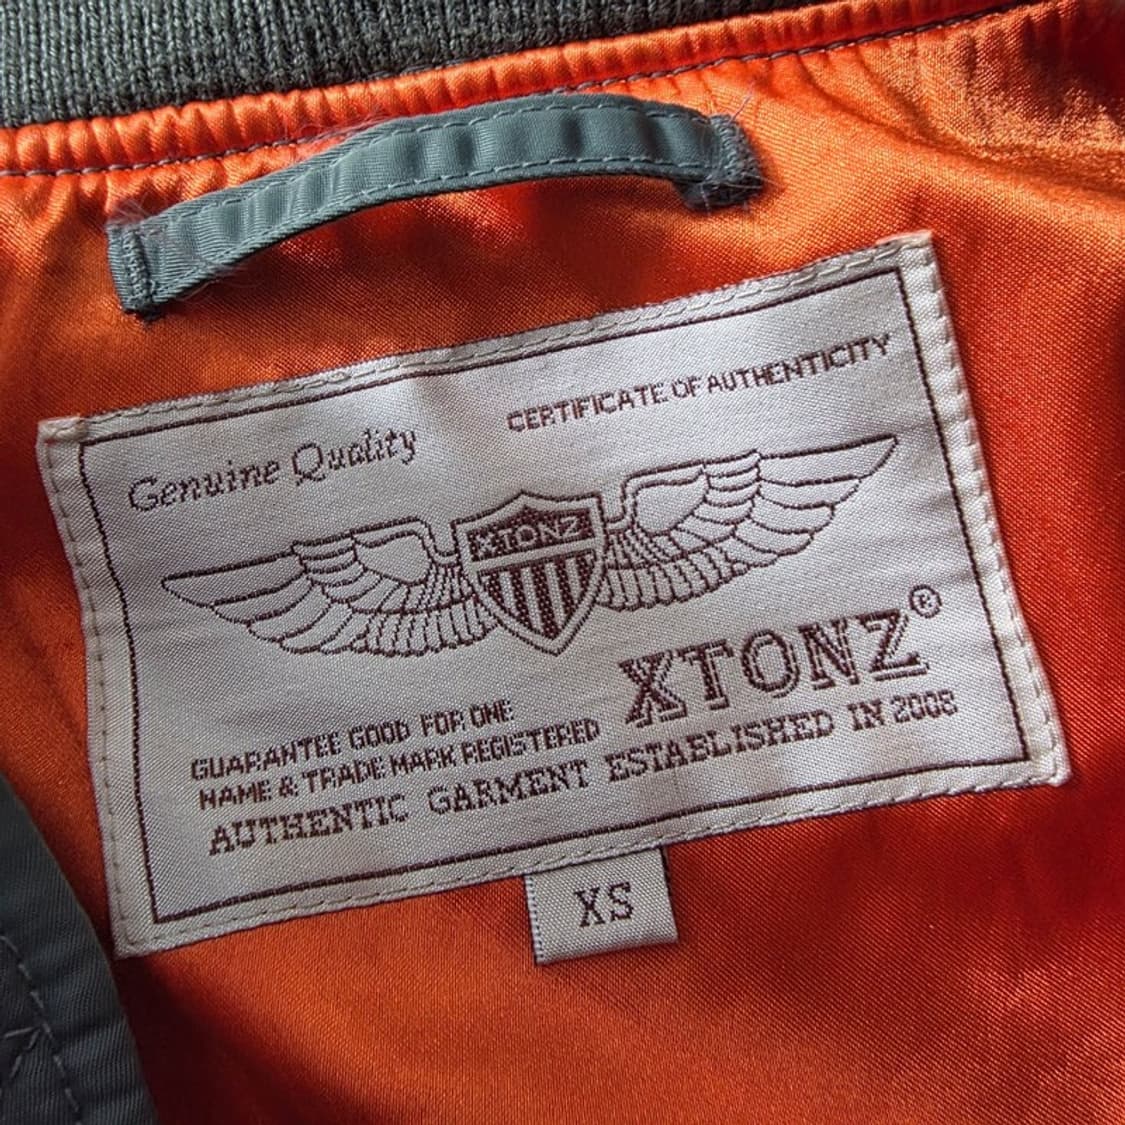 Genuine Quality
CERTIFICATE OF AUTHENTICITY
XTONZ
XTONZ®
GUARANTEE GOOD FOR ONE
NAME & TRADE MARK REGISTERED
AUTHENTIC GARMENT ESTABLISHED IN 2008
XS